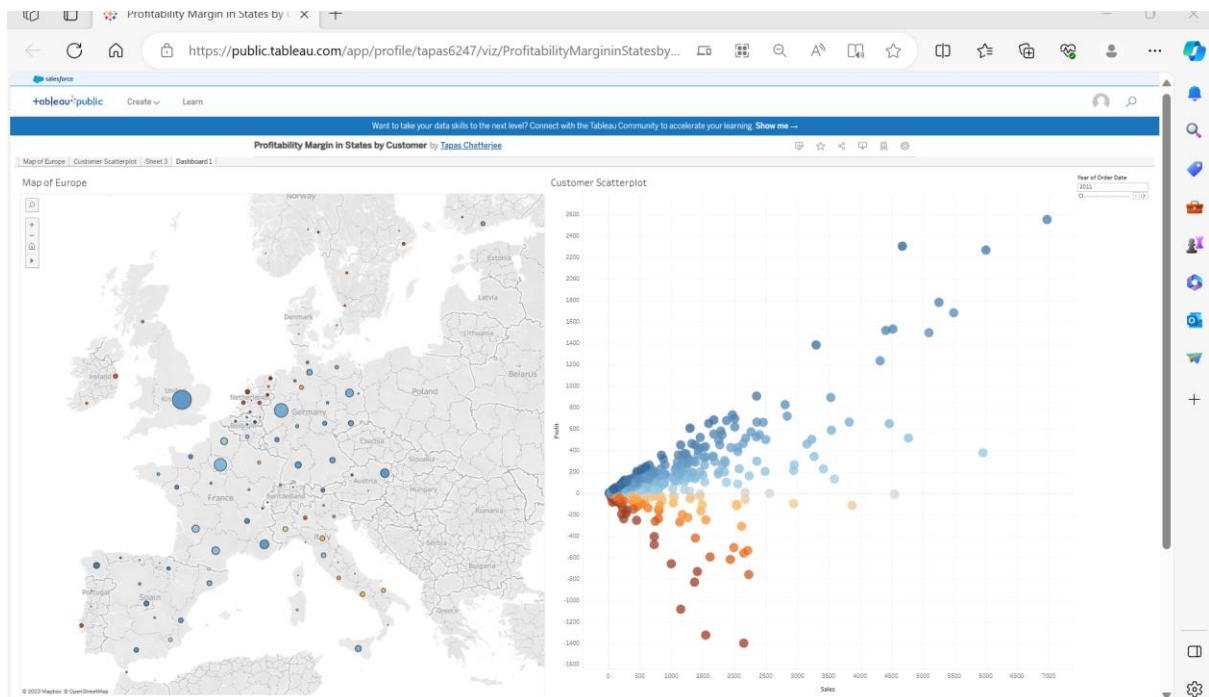 Profitability Margin in States by C
https://public.tableau.com/app/profile/tapas6247/viz/ProfitabilityMargininStatesby...
salesforce
+ableau public Create Learn
Want to take your data skills to the next level? Connect with the Tableau Community to accelerate your learning Show me →
Profitability Margin in States by Customer by Tapas Chatterjee
Map of Europe Customer Scatterplot Sheet 3 Dashboard 1
Map of Europe
Norway
Estonia
Latvia
Denmark
Lithuania
Belarus
Ireland
United
Netherlands
Poland
Germany
Czechia
Slovakia
Austria
Hungary
France
Switzerland
Romania
Serbia
Italy
Bulgaria
Portugal
Spain
Greece
© 2023 Mapbox © OpenStreetMap
Customer Scatterplot
Year of Order Date
2011
2600
2400
2200
2000
1800
1600
1400
1200
1000
800
600
400
200
0
-200
-400
-600
-800
-1000
-1200
-1400
-1600
Profit
0 500 1000 1500 2000 2500 3000 3500 4000 4500 5000 5500 6000 6500 7000
Sales